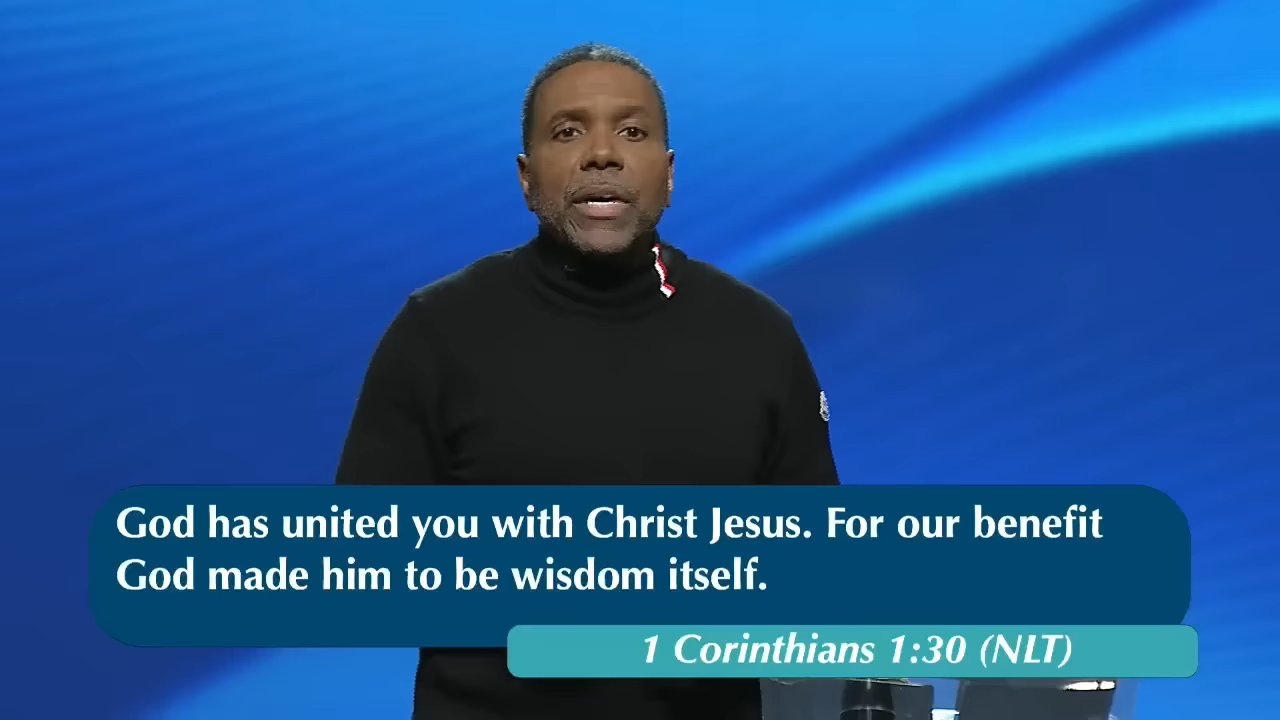 God has united you with Christ Jesus. For our benefit
God made him to be wisdom itself.
1 Corinthians 1:30 (NLT)